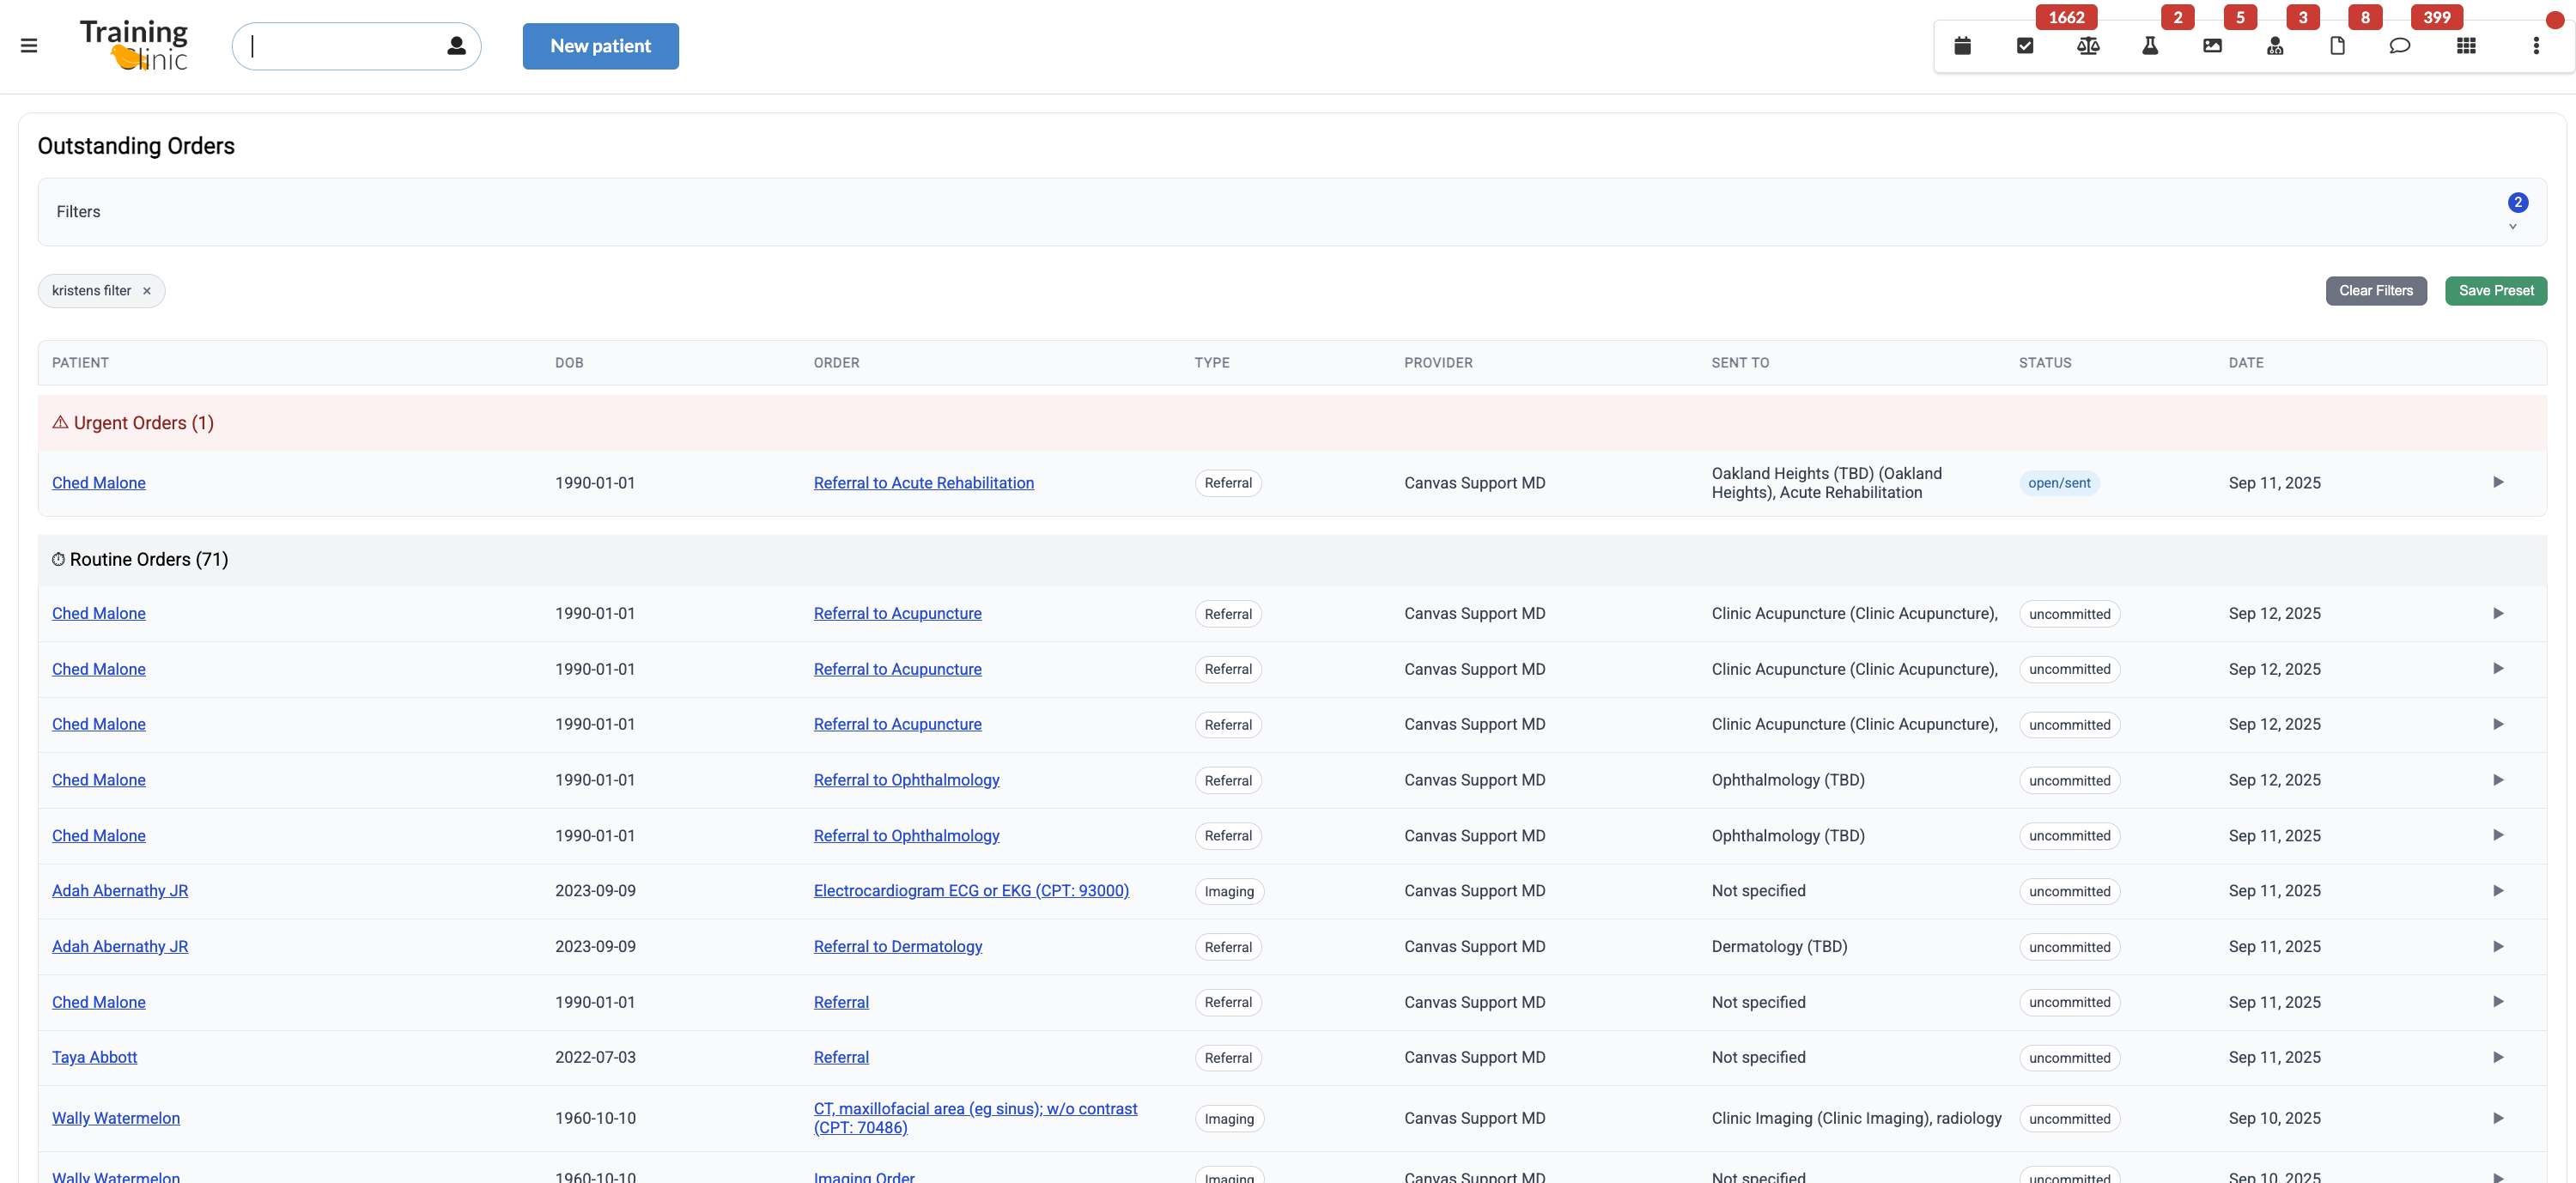 Training
Clinic
New patient
1662
2
5
3
8
399
Outstanding Orders
Filters
2
kristens filter ×
Clear Filters
Save Preset
PATIENT DOB ORDER TYPE PROVIDER SENT TO STATUS DATE
⚠ Urgent Orders (1)
Ched Malone 1990-01-01 Referral to Acute Rehabilitation Referral Canvas Support MD Oakland Heights (TBD) (Oakland
Heights), Acute Rehabilitation open/sent Sep 11, 2025
⏱ Routine Orders (71)
Ched Malone 1990-01-01 Referral to Acupuncture Referral Canvas Support MD Clinic Acupuncture (Clinic Acupuncture), uncommitted Sep 12, 2025
Ched Malone 1990-01-01 Referral to Acupuncture Referral Canvas Support MD Clinic Acupuncture (Clinic Acupuncture), uncommitted Sep 12, 2025
Ched Malone 1990-01-01 Referral to Acupuncture Referral Canvas Support MD Clinic Acupuncture (Clinic Acupuncture), uncommitted Sep 12, 2025
Ched Malone 1990-01-01 Referral to Ophthalmology Referral Canvas Support MD Ophthalmology (TBD) uncommitted Sep 12, 2025
Ched Malone 1990-01-01 Referral to Ophthalmology Referral Canvas Support MD Ophthalmology (TBD) uncommitted Sep 11, 2025
Adah Abernathy JR 2023-09-09 Electrocardiogram ECG or EKG (CPT: 93000) Imaging Canvas Support MD Not specified uncommitted Sep 11, 2025
Adah Abernathy JR 2023-09-09 Referral to Dermatology Referral Canvas Support MD Dermatology (TBD) uncommitted Sep 11, 2025
Ched Malone 1990-01-01 Referral Referral Canvas Support MD Not specified uncommitted Sep 11, 2025
Taya Abbott 2022-07-03 Referral Referral Canvas Support MD Not specified uncommitted Sep 11, 2025
Wally Watermelon 1960-10-10 CT, maxillofacial area (eg sinus); w/o contrast
(CPT: 70486) Imaging Canvas Support MD Clinic Imaging (Clinic Imaging), radiology uncommitted Sep 10, 2025
Wally Watermelon 1960-10-10 Imaging Order Imaging Canvas Support MD Not specified uncommitted Sep 10, 2025